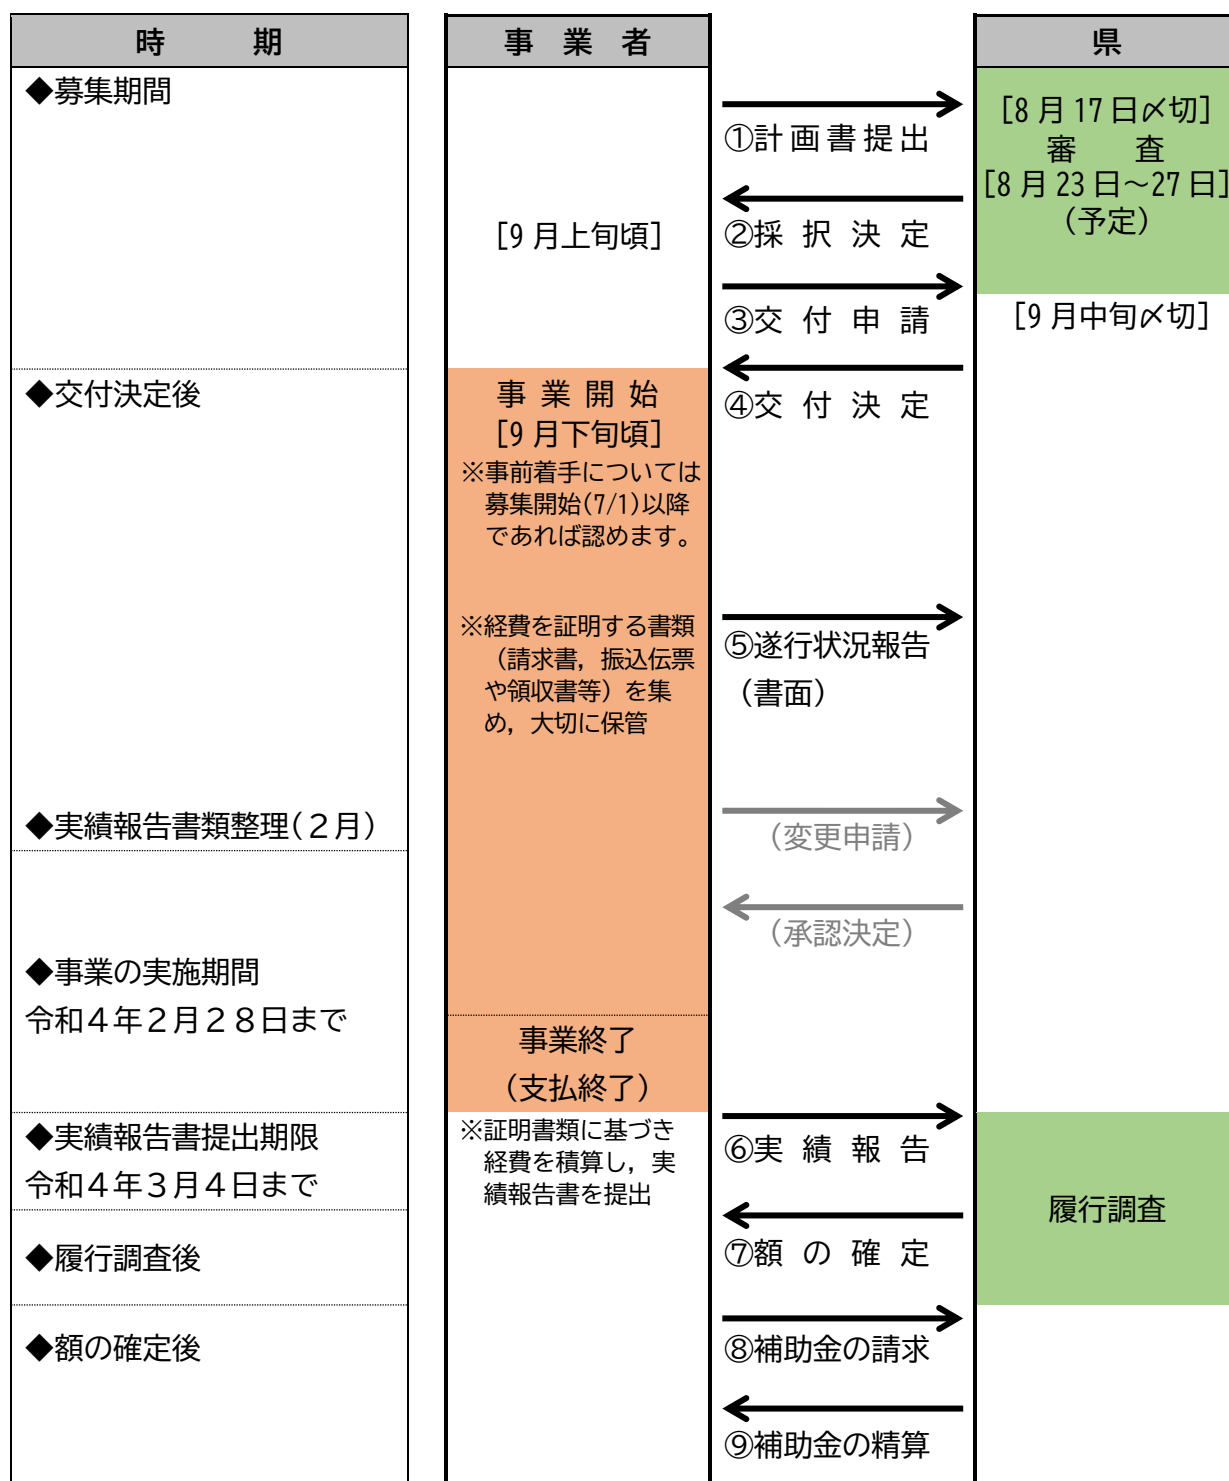 時　期
事　業　者
県
◆募集期間
①計画書提出
[8月17日〆切]
審　査
[8月23日～27日]
（予定）
[9月上旬頃]
②採択決定
③交付申請
[9月中旬〆切]
◆交付決定後
事業開始
[9月下旬頃]
④交付決定
※事前着手については
募集開始(7/1)以降
であれば認めます。
※経費を証明する書類
（請求書，振込伝票
や領収書等）を集
め，大切に保管
⑤遂行状況報告
（書面）
◆実績報告書類整理（２月）
（変更申請）
（承認決定）
◆事業の実施期間
令和４年２月２８日まで
事業終了
（支払終了）
◆実績報告書提出期限
令和４年３月４日まで
※証明書類に基づき
経費を積算し，実
績報告書を提出
⑥実績報告
履行調査
◆履行調査後
⑦額の確定
◆額の確定後
⑧補助金の請求
⑨補助金の精算